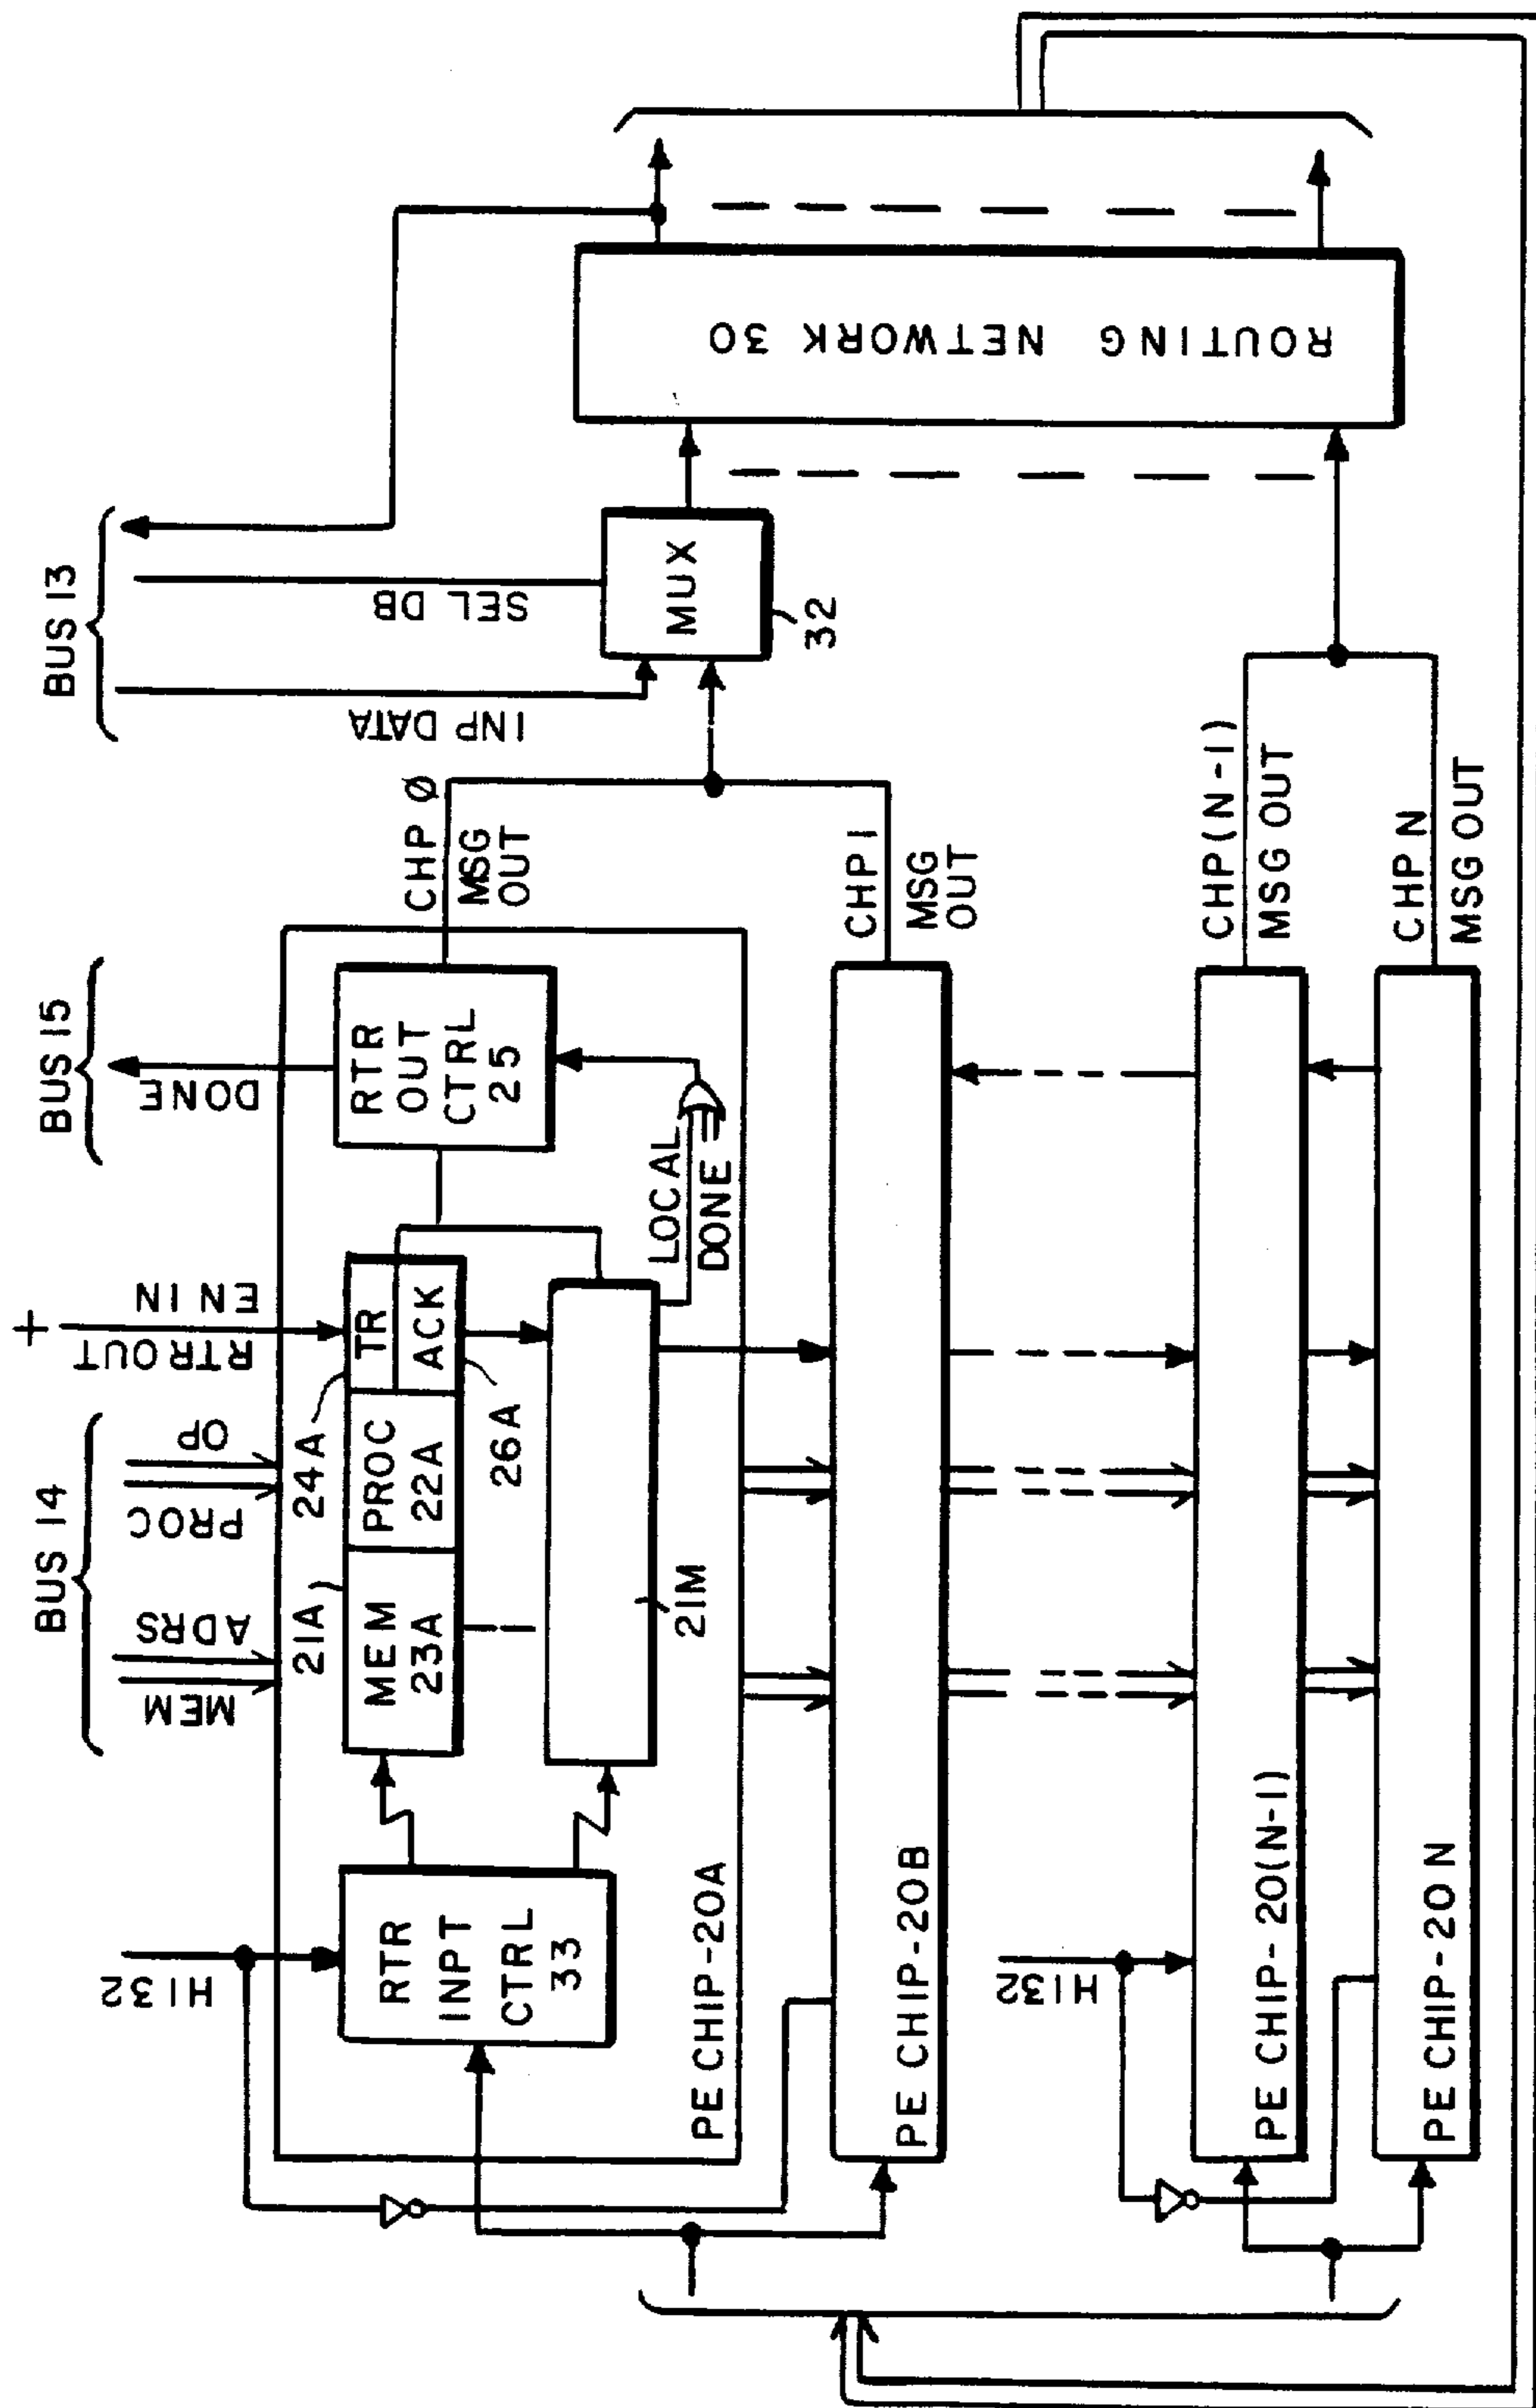 BUS 14
BUS 15
BUS 13
HI32
MEM
ADRS
PROC
OP
RTR OUT
EN IN
+
DONE
INP DATA
SEL DB
RTR
INPT
CTRL
33
21A
MEM
23A
PROC
22A
24A
TR
ACK
26A
21M
RTR
OUT
CTRL
25
LOCAL
DONE
PE CHIP-20A
CHP Ø
MSG
OUT
MUX
32
ROUTING NETWORK 30
PE CHIP-20B
CHP 1
MSG
OUT
HI32
PE CHIP-20(N-1)
CHP(N-1)
MSG OUT
PE CHIP-20N
CHP N
MSG OUT